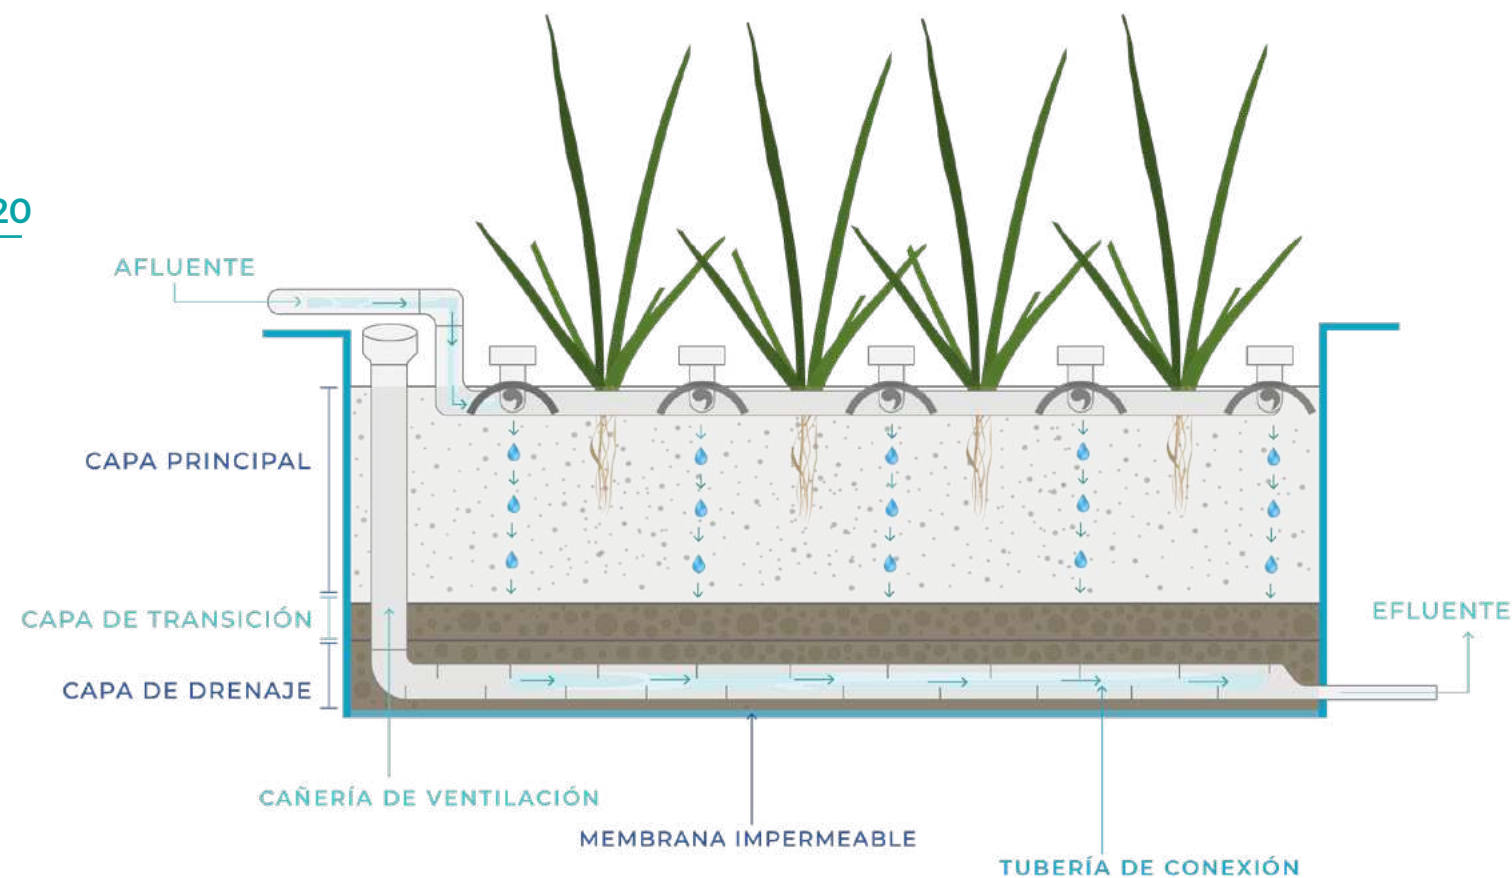 20
AFLUENTE
CAPA PRINCIPAL
CAPA DE TRANSICIÓN
EFLUENTE
CAPA DE DRENAJE
CAÑERÍA DE VENTILACIÓN
MEMBRANA IMPERMEABLE
TUBERÍA DE CONEXIÓN